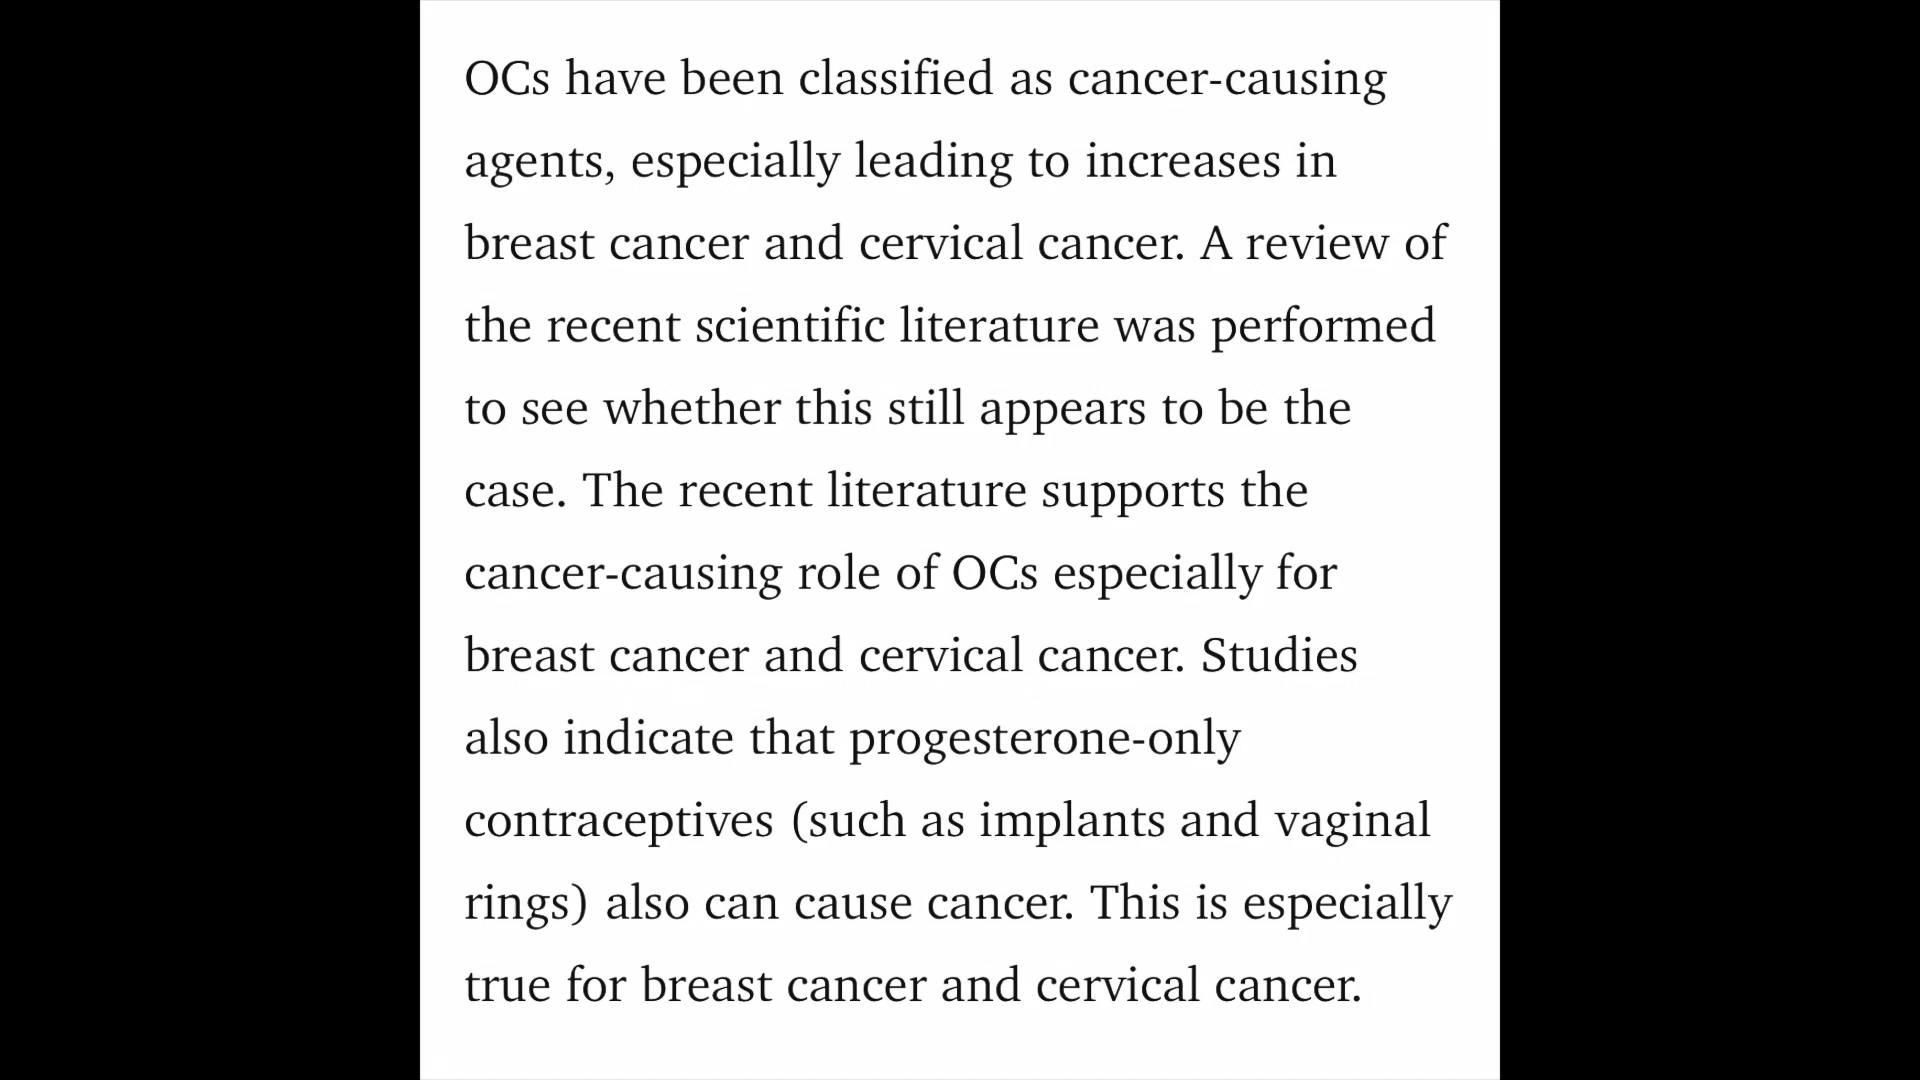 OCs have been classified as cancer-causing
agents, especially leading to increases in
breast cancer and cervical cancer. A review of
the recent scientific literature was performed
to see whether this still appears to be the
case. The recent literature supports the
cancer-causing role of OCs especially for
breast cancer and cervical cancer. Studies
also indicate that progesterone-only
contraceptives (such as implants and vaginal
rings) also can cause cancer. This is especially
true for breast cancer and cervical cancer.